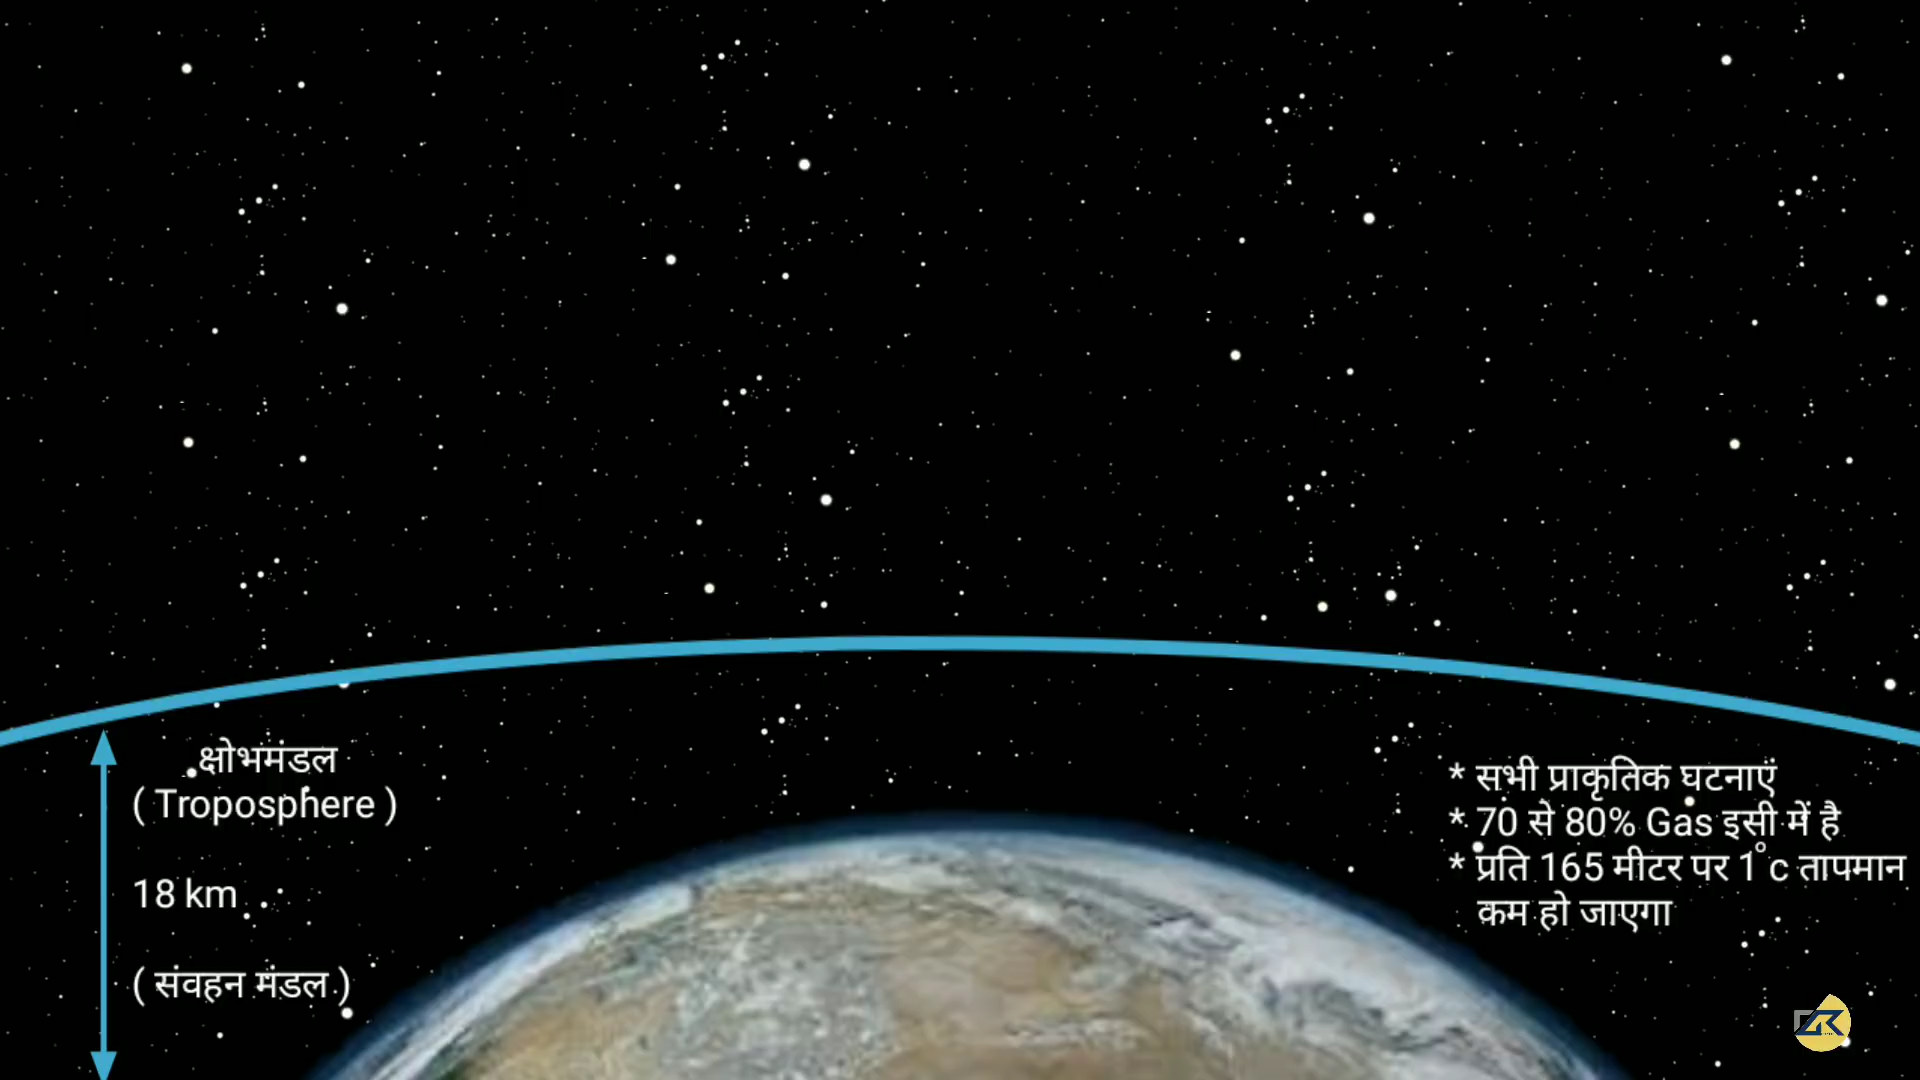 क्षोभमंडल
( Troposphere )
18 km
( संवहन मंडल )
* सभी प्राकृतिक घटनाएं
* 70 से 80% Gas इसी में है
* प्रति 165 मीटर पर 1°c तापमान
कम हो जाएगा